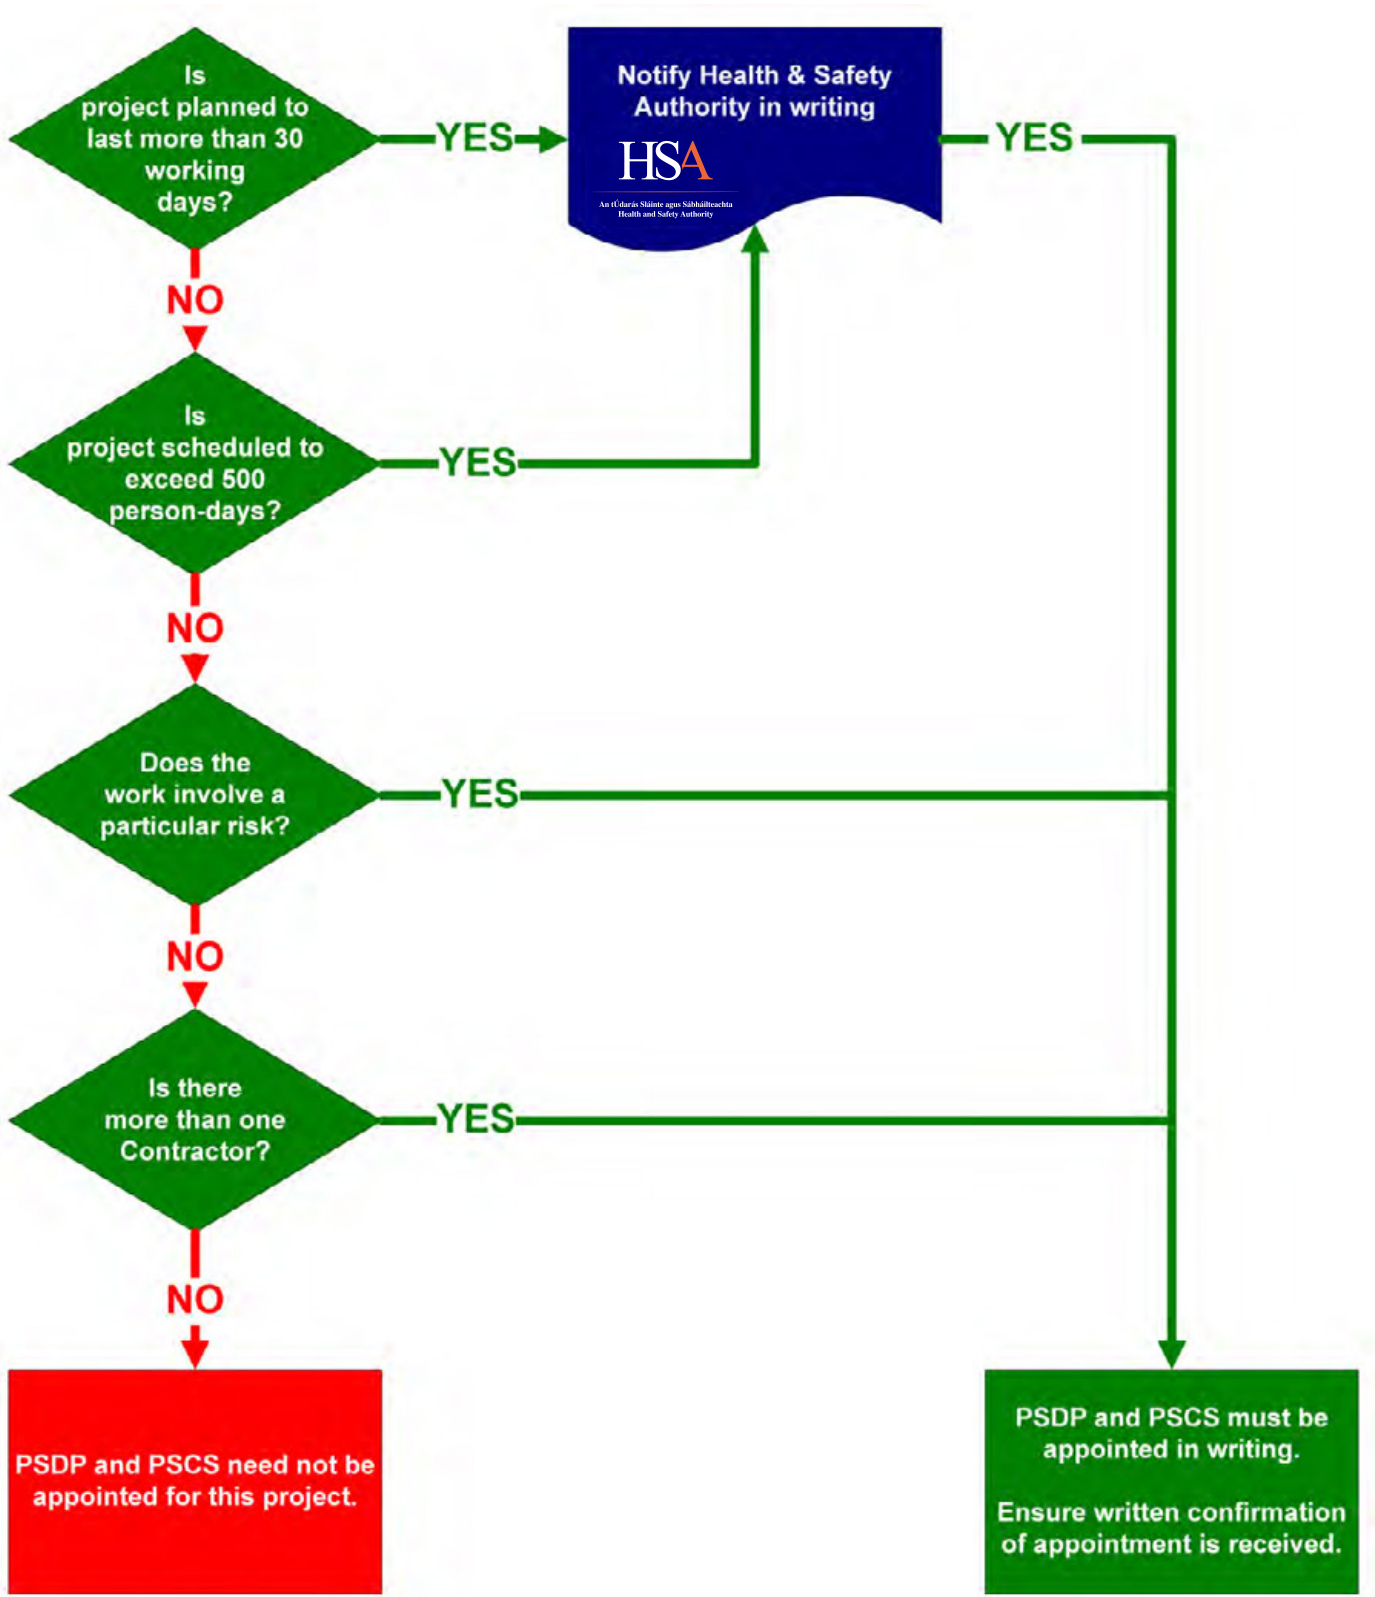 Is
project planned to
last more than 30
working
days?
YES
Notify Health & Safety
Authority in writing
HSA
An tÚdarás Sláinte agus Sábháilteachta
Health and Safety Authority
YES
NO
Is
project scheduled to
exceed 500
person-days?
YES
NO
Does the
work involve a
particular risk?
YES
NO
Is there
more than one
Contractor?
YES
NO
PSDP and PSCS need not be
appointed for this project.
PSDP and PSCS must be
appointed in writing.
Ensure written confirmation
of appointment is received.